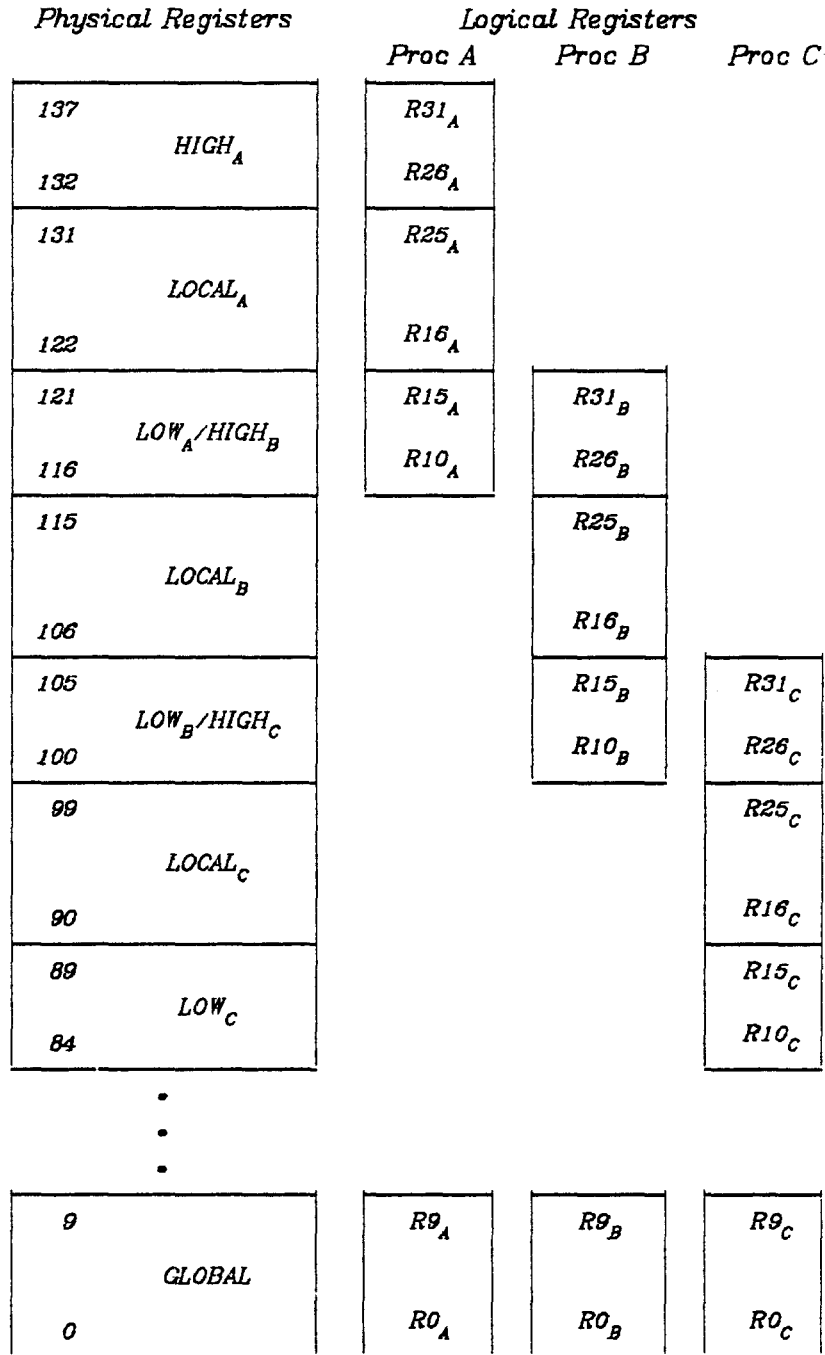 Physical Registers Logical Registers
Proc A Proc B Proc C
137 R31_A
HIGH_A
132 R26_A
131 R25_A
LOCAL_A
122 R16_A
121 R15_A R31_B
LOW_A/HIGH_B
116 R10_A R26_B
115 R25_B
LOCAL_B
106 R16_B
105 R15_B R31_C
LOW_B/HIGH_C
100 R10_B R26_C
99 R25_C
LOCAL_C
90 R16_C
89 R15_C
LOW_C
84 R10_C
9 R9_A R9_B R9_C
GLOBAL
0 R0_A R0_B R0_C